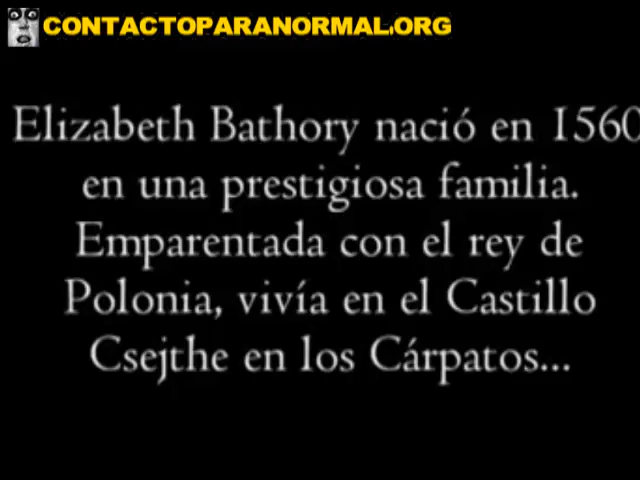 CONTACTOPARANORMAL.ORG
Elizabeth Bathory nació en 1560
en una prestigiosa familia.
Emparentada con el rey de
Polonia, vivía en el Castillo
Csejthe en los Cárpatos...